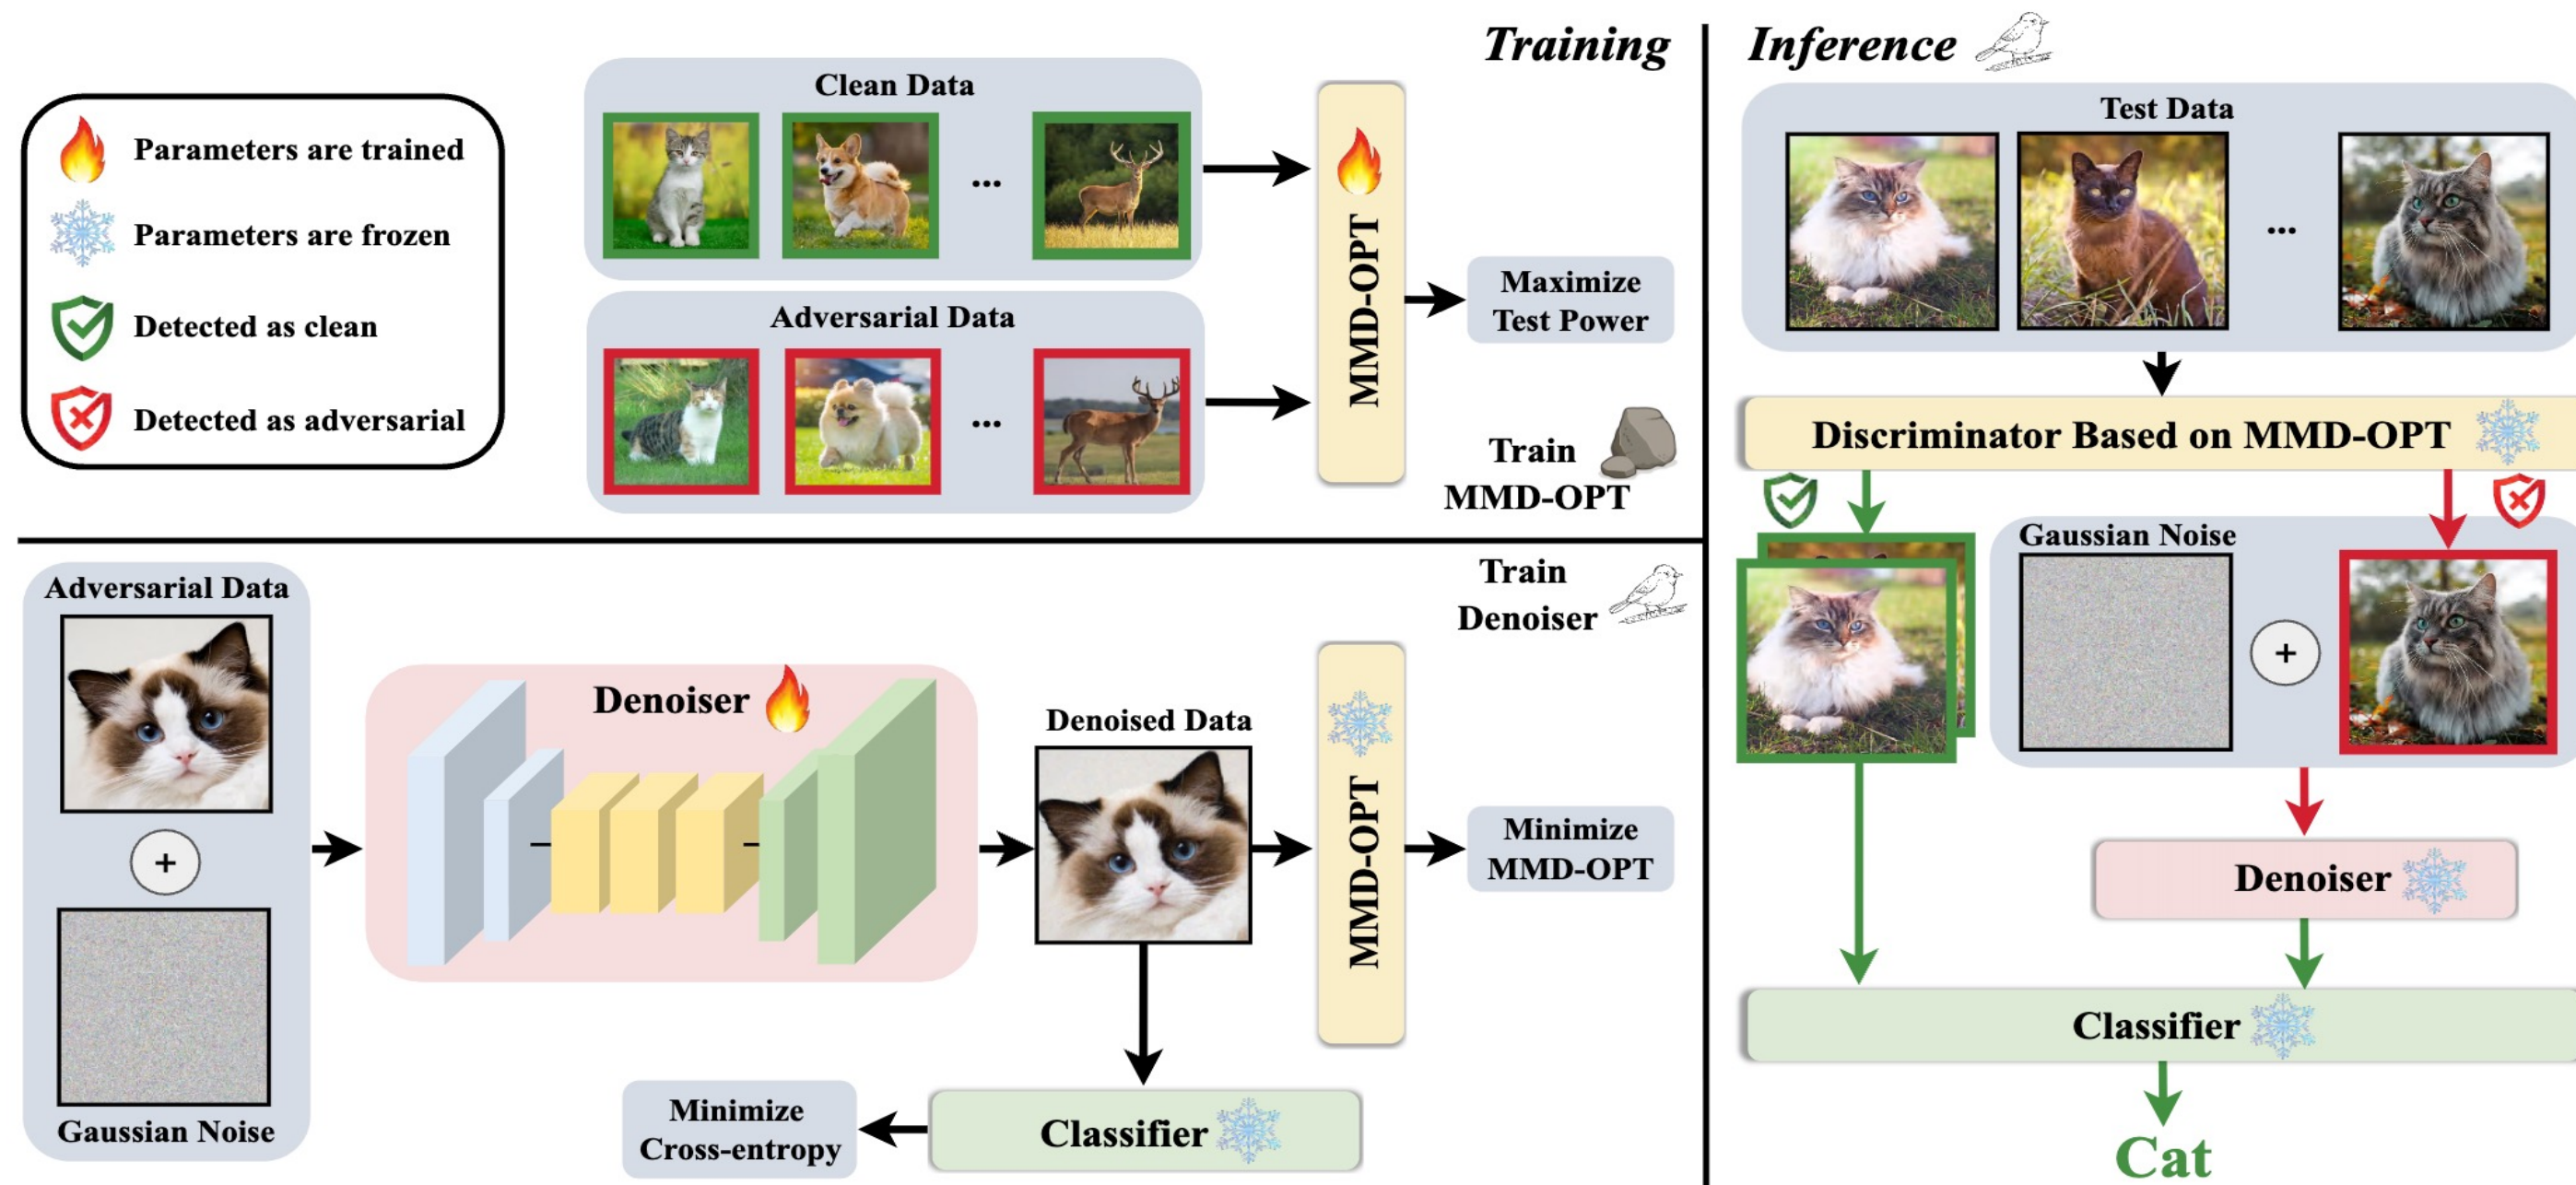 Parameters are trained
Parameters are frozen
Detected as clean
Detected as adversarial
Training
Clean Data
...
Adversarial Data
...
MMD-OPT
Maximize
Test Power
Train
MMD-OPT
Adversarial Data
+
Gaussian Noise
Denoiser
Denoised Data
Train
Denoiser
MMD-OPT
Minimize
MMD-OPT
Classifier
Minimize
Cross-entropy
Inference
Test Data
...
Discriminator Based on MMD-OPT
Gaussian Noise
+
Denoiser
Classifier
Cat